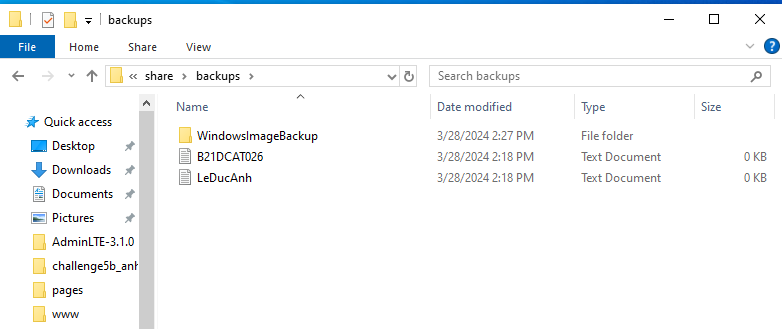 backups
File Home Share View
« share > backups > Search backups
Name Date modified Type Size
Quick access
Desktop
Downloads
Documents
Pictures
AdminLTE-3.1.0
challenge5b_anh
pages
www
WindowsImageBackup 3/28/2024 2:27 PM File folder
B21DCAT026 3/28/2024 2:18 PM Text Document 0 KB
LeDucAnh 3/28/2024 2:18 PM Text Document 0 KB